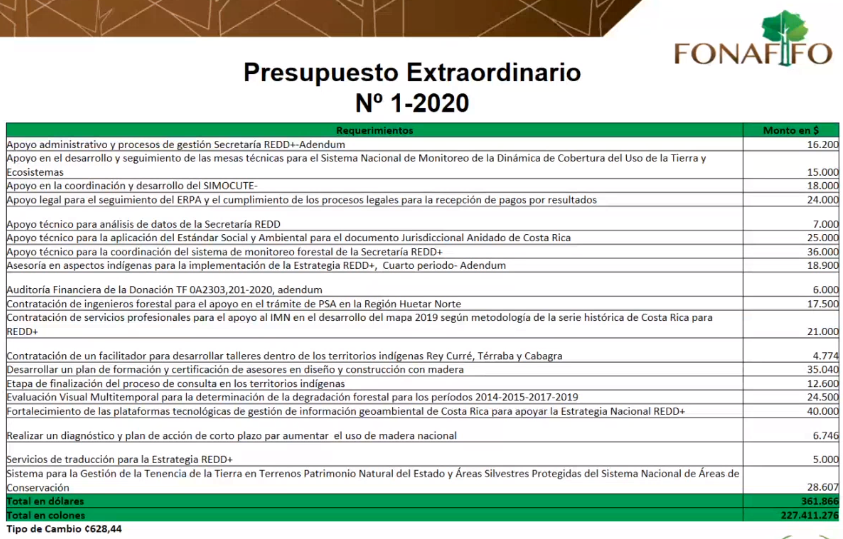 FONAFIFO
Presupuesto Extraordinario
Nº 1-2020
Requerimientos Monto en $
Apoyo administrativo y procesos de gestión Secretaría REDD+-Adendum 16.200
Apoyo en el desarrollo y seguimiento de las mesas técnicas para el Sistema Nacional de Monitoreo de la Dinámica de Cobertura del Uso de la Tierra y
Ecosistemas 15.000
Apoyo en la coordinación y desarrollo del SIMOCUTE- 18.000
Apoyo legal para el seguimiento del ERPA y el cumplimiento de los procesos legales para la recepción de pagos por resultados 24.000
Apoyo técnico para análisis de datos de la Secretaría REDD 7.000
Apoyo técnico para la aplicación del Estándar Social y Ambiental para el documento Jurisdiccional Anidado de Costa Rica 25.000
Apoyo técnico para la coordinación del sistema de monitoreo forestal de la Secretaría REDD+ 36.000
Asesoría en aspectos indígenas para la implementación de la Estrategia REDD+, Cuarto periodo- Adendum 18.900
Auditoría Financiera de la Donación TF 0A2303,201-2020, adendum 6.000
Contratación de ingenieros forestal para el apoyo en el trámite de PSA en la Región Huetar Norte 17.500
Contratación de servicios profesionales para el apoyo al IMN en el desarrollo del mapa 2019 según metodología de la serie histórica de Costa Rica para
REDD+ 21.000
Contratación de un facilitador para desarrollar talleres dentro de los territorios indígenas Rey Curré, Térraba y Cabagra 4.774
Desarrollar un plan de formación y certificación de asesores en diseño y construcción con madera 35.040
Etapa de finalización del proceso de consulta en los territorios indígenas 12.600
Evaluación Visual Multitemporal para la determinación de la degradación forestal para los períodos 2014-2015-2017-2019 24.500
Fortalecimiento de las plataformas tecnológicas de gestión de información geoambiental de Costa Rica para apoyar la Estrategia Nacional REDD+ 40.000
Realizar un diagnóstico y plan de acción de corto plazo par aumentar el uso de madera nacional 6.746
Servicios de traducción para la Estrategia REDD+ 5.000
Sistema para la Gestión de la Tenencia de la Tierra en Terrenos Patrimonio Natural del Estado y Áreas Silvestres Protegidas del Sistema Nacional de Áreas de
Conservación 28.607
Total en dólares 361.866
Total en colones 227.411.276
Tipo de Cambio ¢628,44